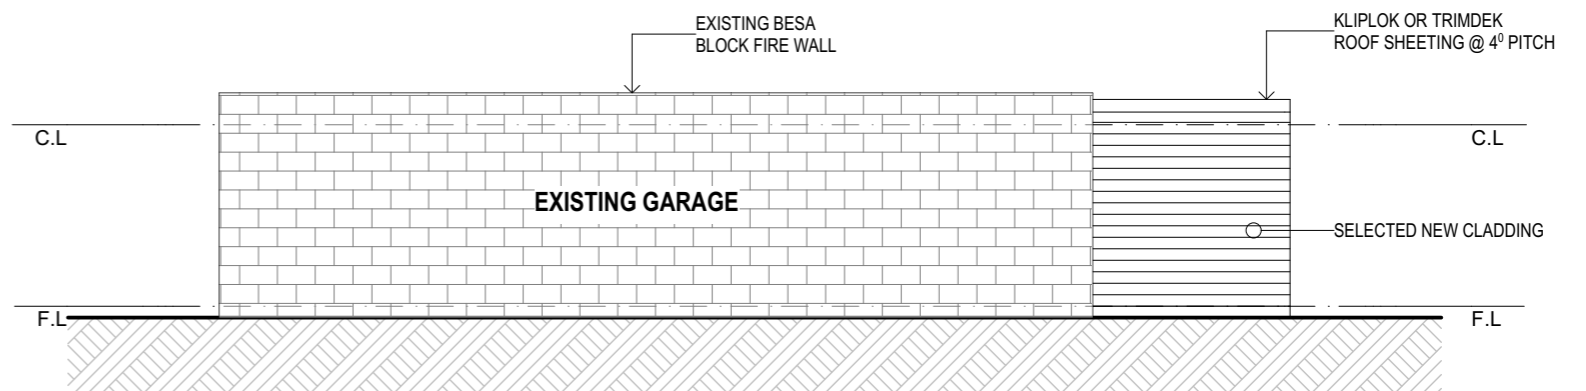 EXISTING BESA
BLOCK FIRE WALL
KLIPLOK OR TRIMDEK
ROOF SHEETING @ 4⁰ PITCH
C.L
C.L
EXISTING GARAGE
SELECTED NEW CLADDING
F.L
F.L